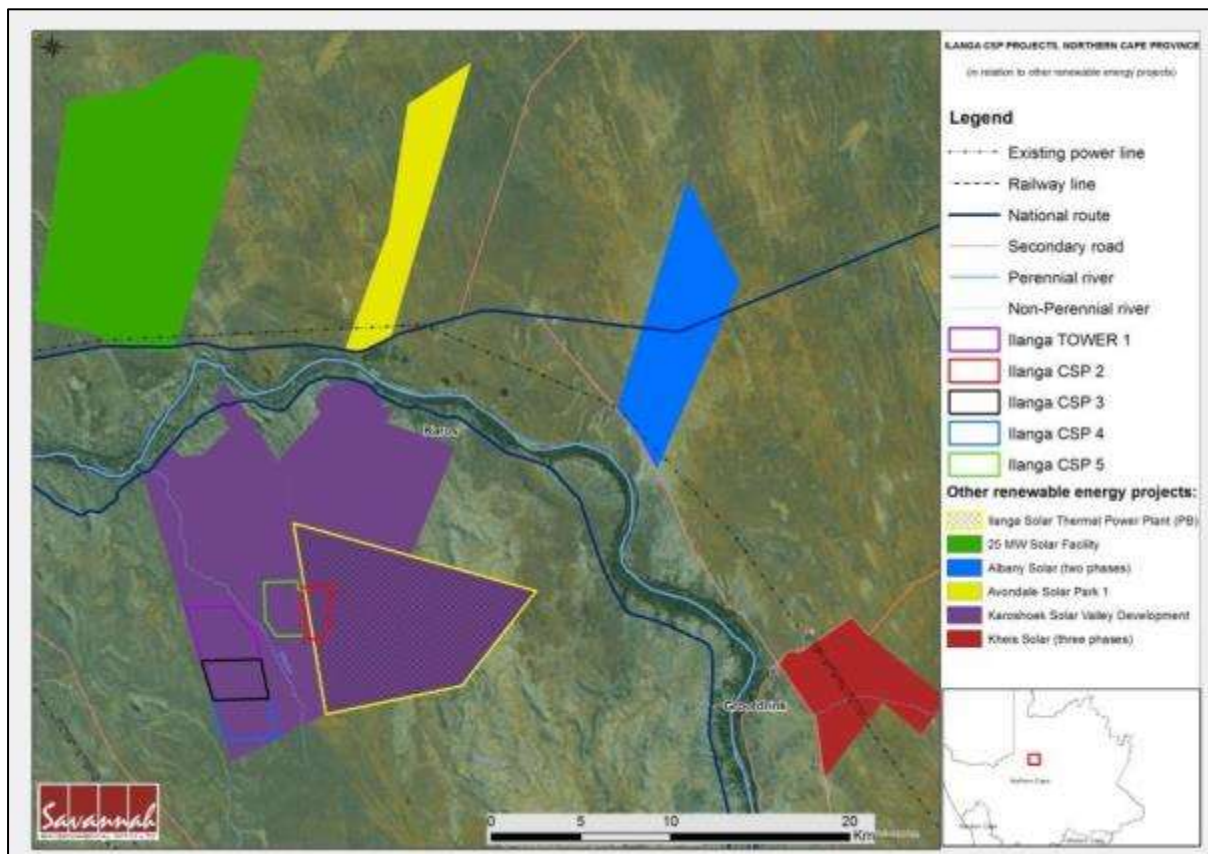 ILANGA CSP PROJECTS, NORTHERN CAPE PROVINCE
(in relation to other renewable energy projects)
Legend
Existing power line
Railway line
National route
Secondary road
Perennial river
Non-Perennial river
Ilanga TOWER 1
Ilanga CSP 2
Ilanga CSP 3
Ilanga CSP 4
Ilanga CSP 5
Other renewable energy projects:
Ilanga Solar Thermal Power Plant (PB)
25 MW Solar Facility
Albany Solar (two phases)
Avondale Solar Park 1
Karoshoek Solar Valley Development
Kheis Solar (three phases)
Karos
Grootdrink
Savannah
0 5 10 20
Km
Northern Cape